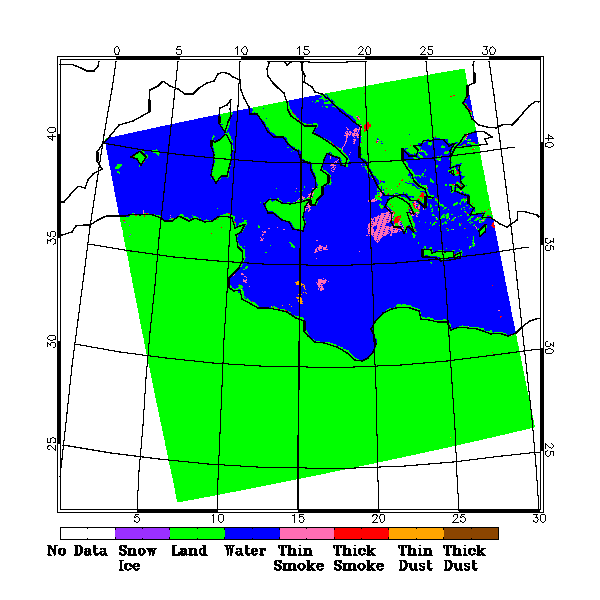 0 5 10 15 20 25 30
40 40
35 35
30 30
25 25
5 10 15 20 25 30
No Data Snow Land Water Thin Thick Thin Thick
Ice Smoke Smoke Dust Dust